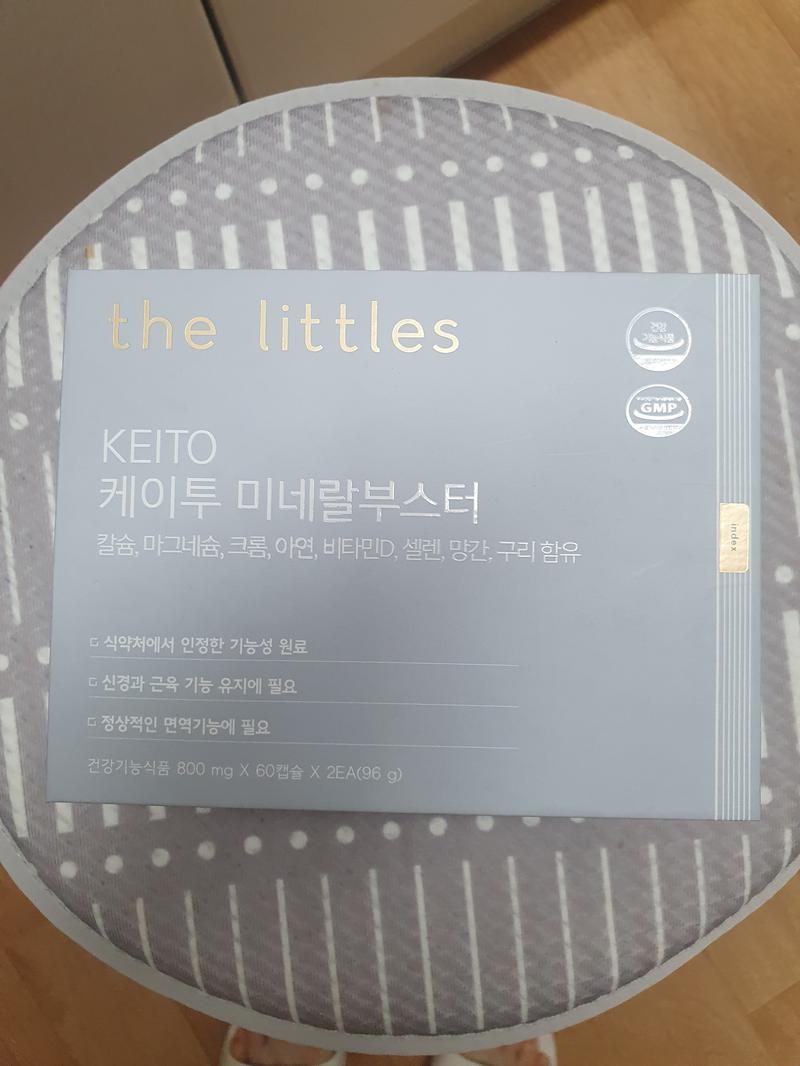 the littles
건강
기능식품
GMP
KEITO
케이투 미네랄부스터
칼슘, 마그네슘, 크롬, 아연, 비타민D, 셀렌, 망간, 구리 함유
index
식약처에서 인정한 기능성 원료
신경과 근육 기능 유지에 필요
정상적인 면역기능에 필요
건강기능식품 800 mg X 60캡슐 X 2EA(96 g)